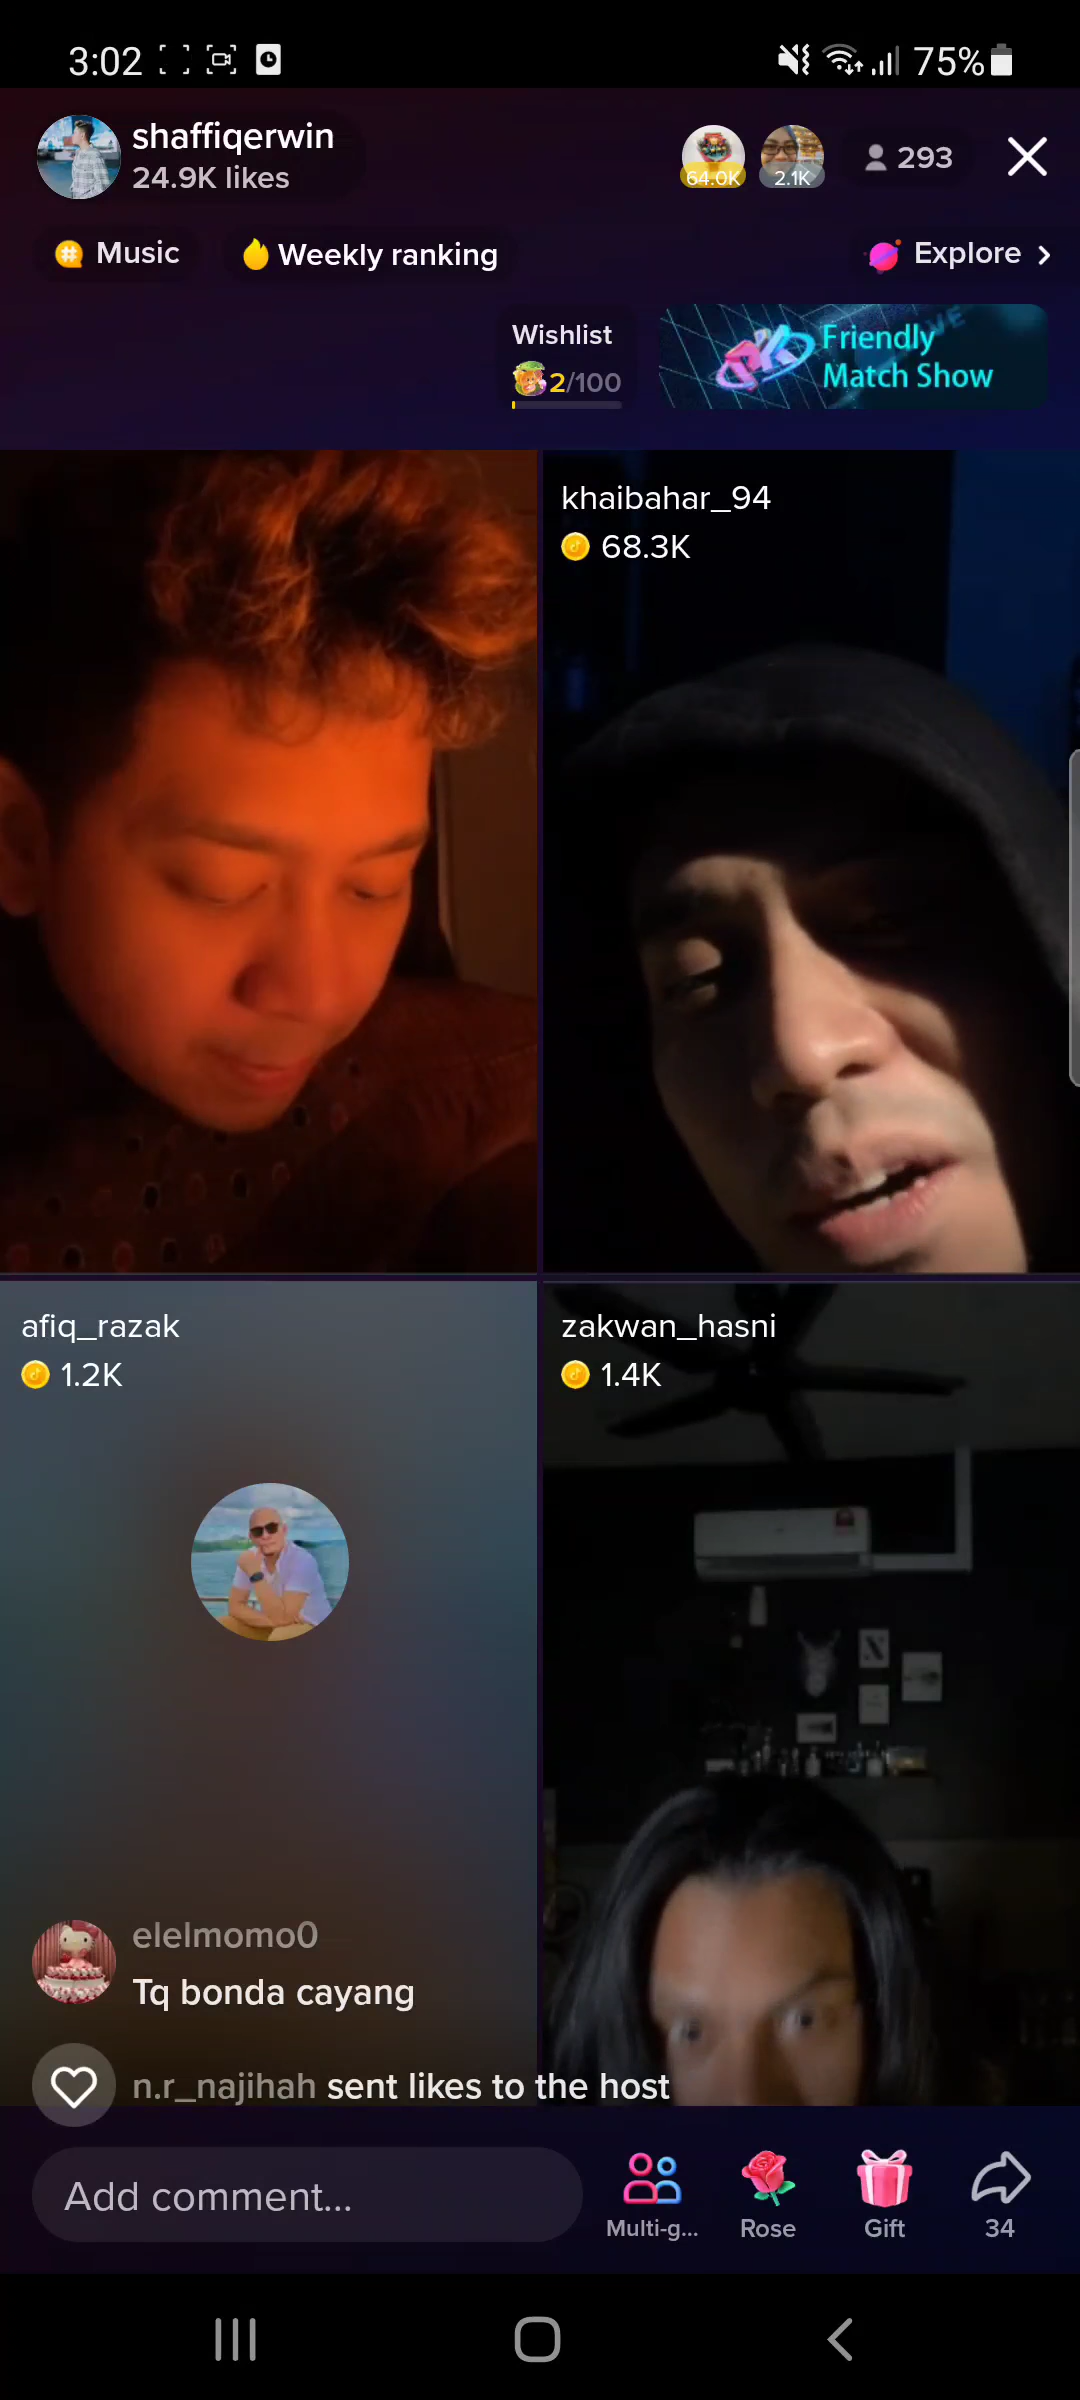 3:02
75%
shaffiqerwin
24.9K likes
64.0K
2.1K
293
Music
Weekly ranking
Explore
Wishlist
2/100
Friendly
Match Show
khaibahar_94
68.3K
afiq_razak
1.2K
zakwan_hasni
1.4K
elelmomo0
Tq bonda cayang
n.r_najihah sent likes to the host
Add comment...
Multi-g...
Rose
Gift
34